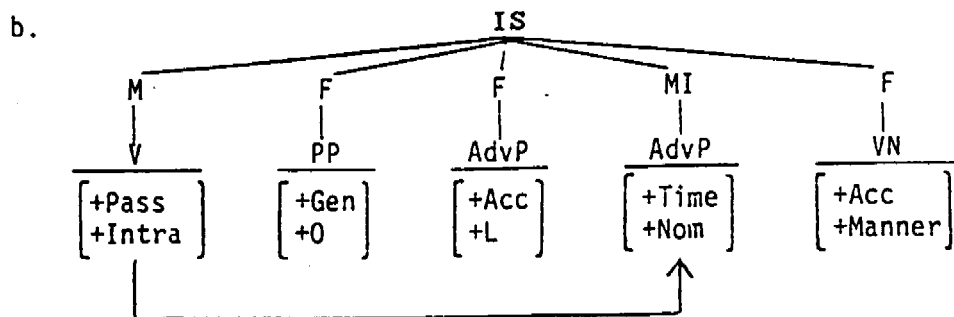 b. IS
M F F MI F
V PP AdvP AdvP VN
[+Pass [+Gen [+Acc [+Time [+Acc
+Intra] +O] +L] +Nom] +Manner]